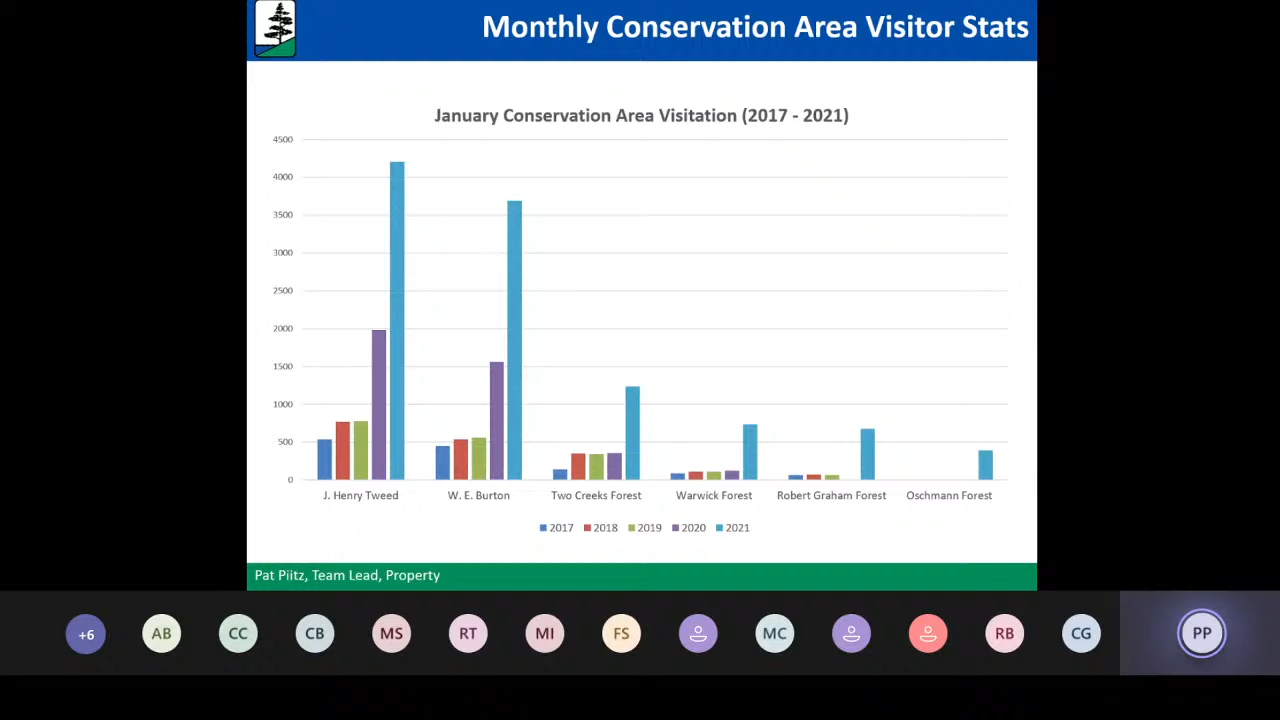 Monthly Conservation Area Visitor Stats
January Conservation Area Visitation (2017 - 2021)
4500
4000
3500
3000
2500
2000
1500
1000
500
0
J. Henry Tweed
W. E. Burton
Two Creeks Forest
Warwick Forest
Robert Graham Forest
Oschmann Forest
2017 2018 2019 2020 2021
Pat Piitz, Team Lead, Property
+6 AB CC CB MS RT MI FS MC RB CG PP